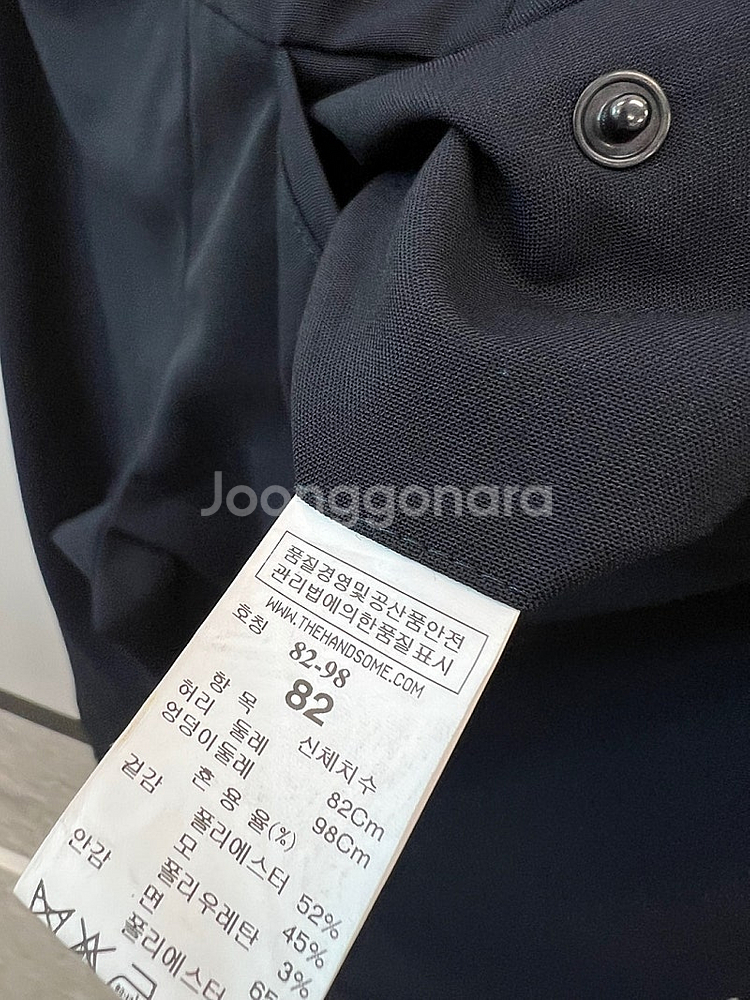 Joonggonara
품질경영및공산품안전
관리법에의한품질표시
WWW.THEHANDSOME.COM
호칭 82-98
82
항 목 신체치수
허리 둘레 82Cm
엉덩이둘레 98Cm
혼 용 율(%)
겉감 폴리에스터 52%
모 45%
폴리우레탄 3%
안감 면 65
폴리에스터